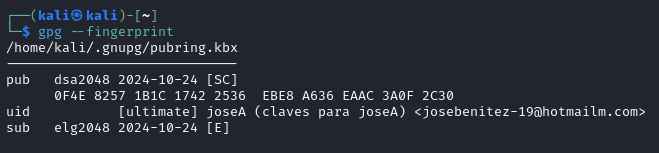 ┌──(kali㉿kali)-[~]
└─$ gpg --fingerprint
/home/kali/.gnupg/pubring.kbx
-----------------------------
pub   dsa2048 2024-10-24 [SC]
      0F4E 8257 1B1C 1742 2536  EBE8 A636 EAAC 3A0F 2C30
uid           [ultimate] joseA (claves para joseA) <josebenitez-19@hotmailm.com>
sub   elg2048 2024-10-24 [E]